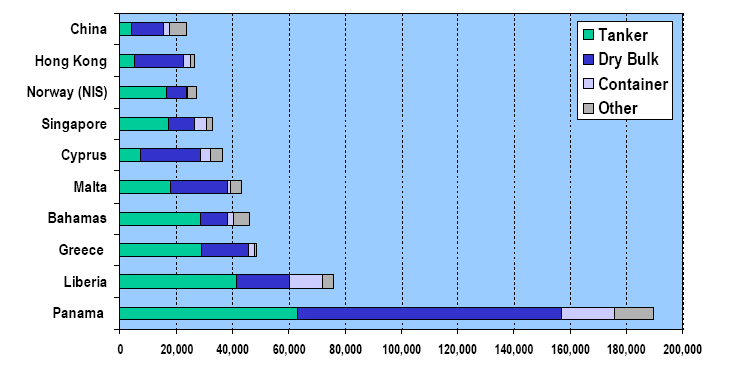 China
Hong Kong
Norway (NIS)
Singapore
Cyprus
Malta
Bahamas
Greece
Liberia
Panama
Tanker
Dry Bulk
Container
Other
0 20,000 40,000 60,000 80,000 100,000 120,000 140,000 160,000 180,000 200,000